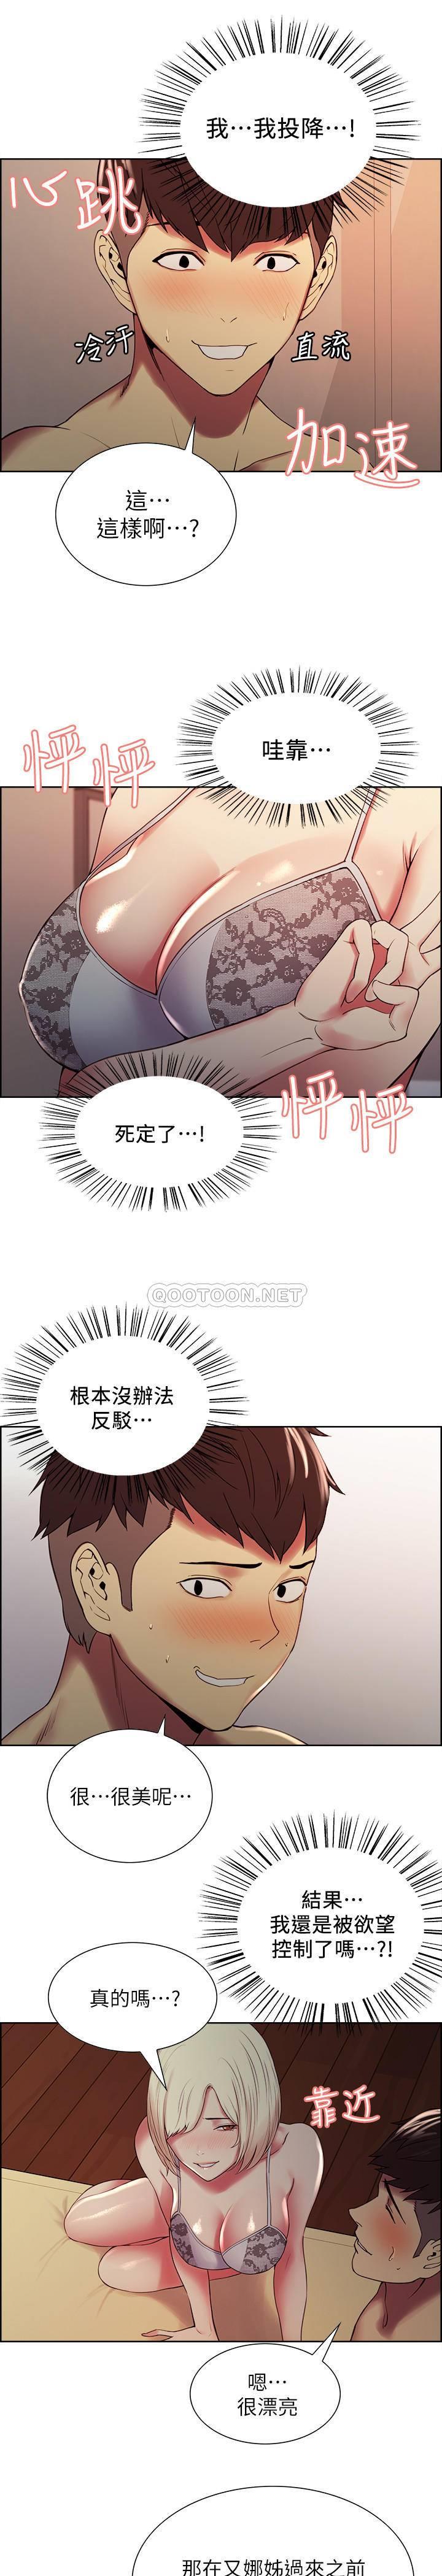 我…我投降…!
心跳
冷汗
直流
加速
這…
這樣啊…?
哇靠…
怦怦
死定了…!
怦怦
QOOTOON.NET
根本沒辦法
反駁…
很…很美呢…
結果…
我還是被欲望
控制了嗎…?!
真的嗎…?
靠近
嗯…
很漂亮
那在又娜姊過來之前